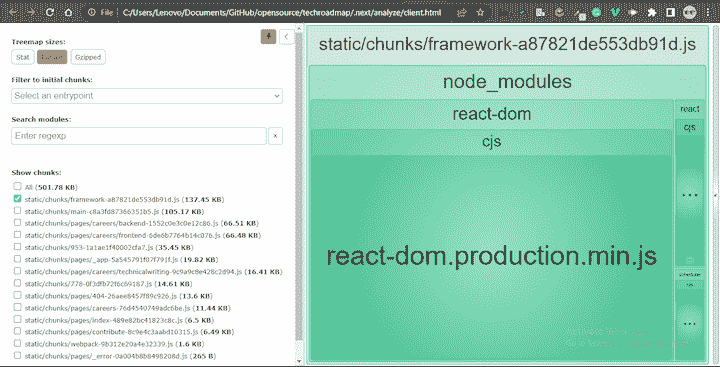 File C:/Users/Lenovo/Documents/GitHub/opensource/techroadmap/.next/analyze/client.html
Treemap sizes:
Stat
Gzipped
Filter to initial chunks:
Select an entrypoint
Search modules:
Enter regexp
x
Show chunks:
All (501.78 KB)
static/chunks/framework-a87821de553db91d.js (137.45 KB)
static/chunks/main-c8a3fd87366351b5.js (105.17 KB)
static/chunks/pages/careers/backend-1552c0e3c0e12c86.js (66.51 KB)
static/chunks/pages/careers/frontend-6de6b7764b14c076.js (66.48 KB)
static/chunks/953-1a1ae1f40002cfa7.js (35.45 KB)
static/chunks/pages/_app-5a545791f07f791f.js (19.82 KB)
static/chunks/pages/careers/technicalwriting-9c9a9c8e428c2d94.js (16.41 KB)
static/chunks/778-0f3dfb72f6c69187.js (14.61 KB)
static/chunks/pages/404-26aee8457f89c926.js (13.6 KB)
static/chunks/pages/careers-76d4540749adc6be.js (11.44 KB)
static/chunks/pages/index-489e82bc41823c8c.js (6.5 KB)
static/chunks/pages/contribute-8c9e4c3aabd10315.js (6.49 KB)
static/chunks/webpack-9b312e20a4e32339.js (1.6 KB)
static/chunks/pages/_error-0a004b8b8498208d.js (265 B)
static/chunks/framework-a87821de553db91d.js
node_modules
react-dom
react
cjs
cjs
react-dom.production.min.js
...
scheduler
cjs
...